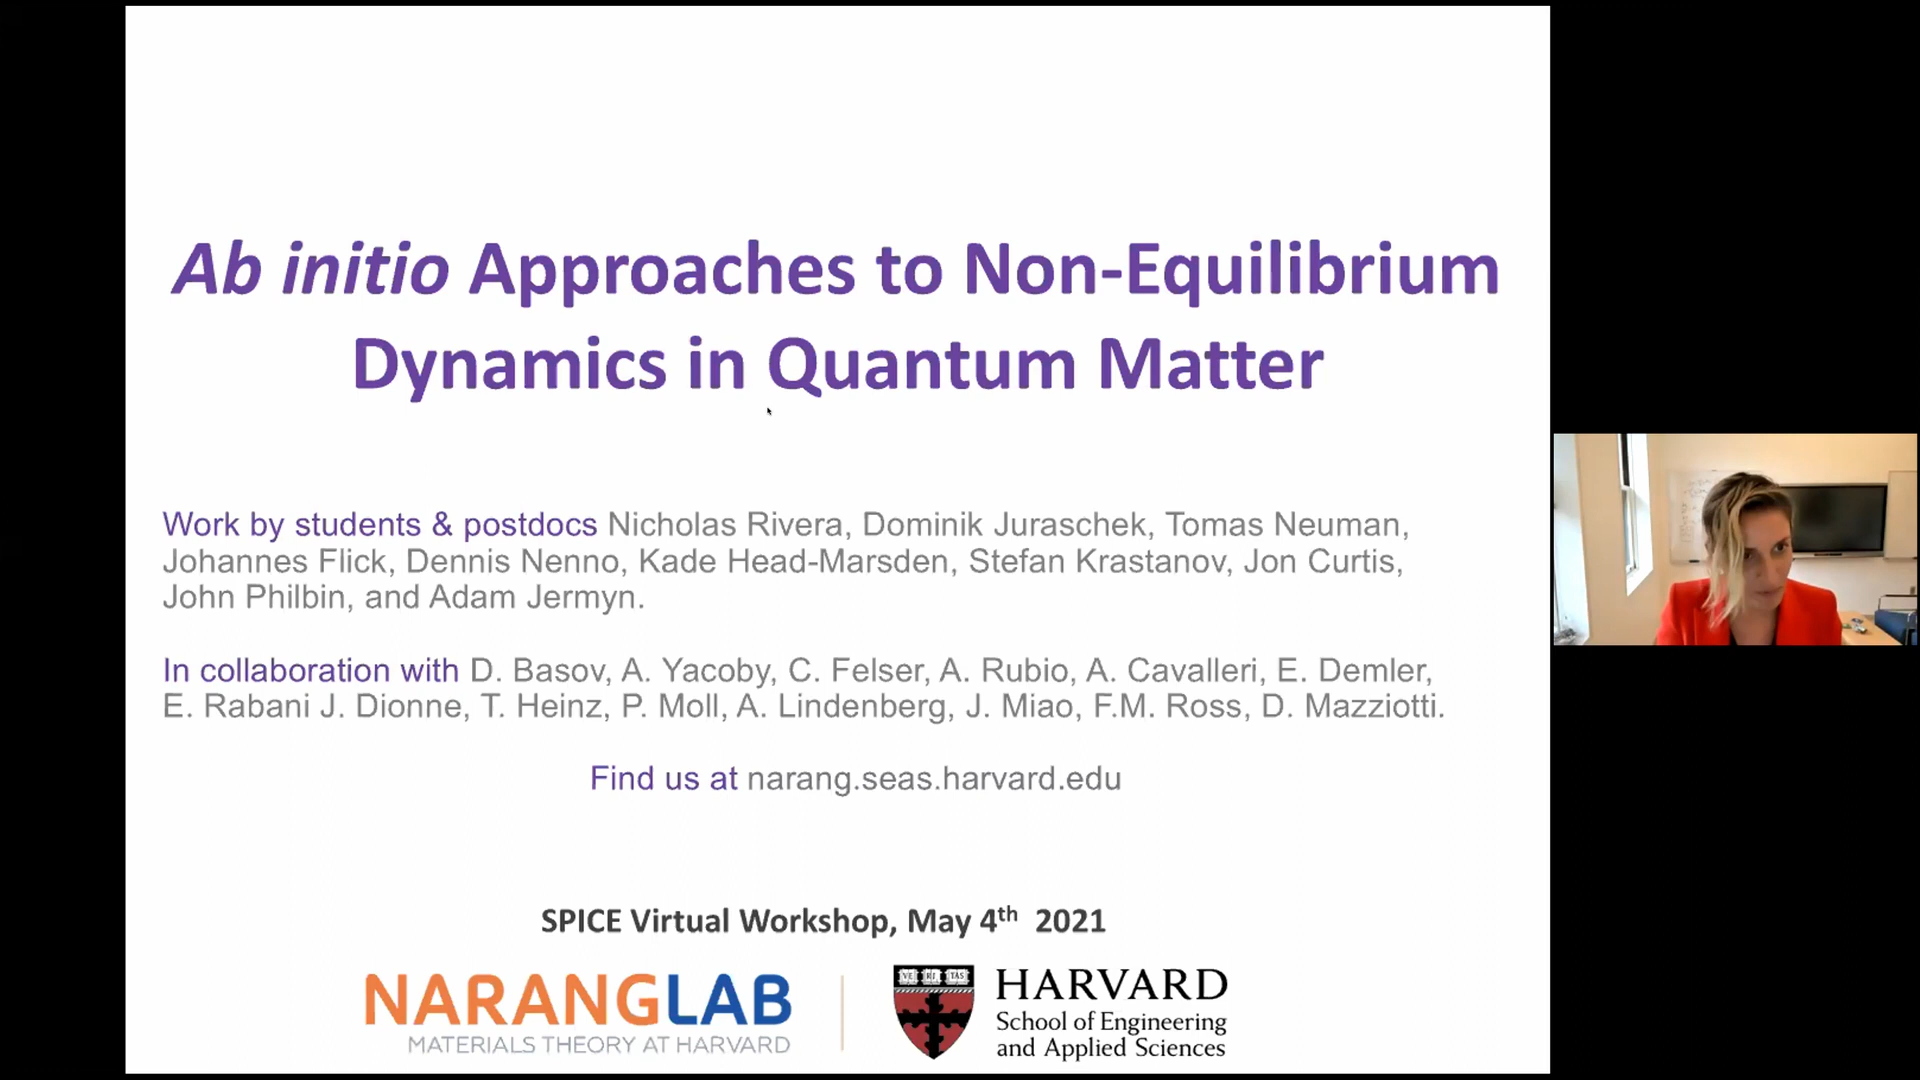 Ab initio Approaches to Non-Equilibrium
Dynamics in Quantum Matter
Work by students & postdocs Nicholas Rivera, Dominik Juraschek, Tomas Neuman,
Johannes Flick, Dennis Nenno, Kade Head-Marsden, Stefan Krastanov, Jon Curtis,
John Philbin, and Adam Jermyn.
In collaboration with D. Basov, A. Yacoby, C. Felser, A. Rubio, A. Cavalleri, E. Demler,
E. Rabani J. Dionne, T. Heinz, P. Moll, A. Lindenberg, J. Miao, F.M. Ross, D. Mazziotti.
Find us at narang.seas.harvard.edu
SPICE Virtual Workshop, May 4th 2021
NARANGLAB
MATERIALS THEORY AT HARVARD
VE RI TAS
HARVARD
School of Engineering
and Applied Sciences